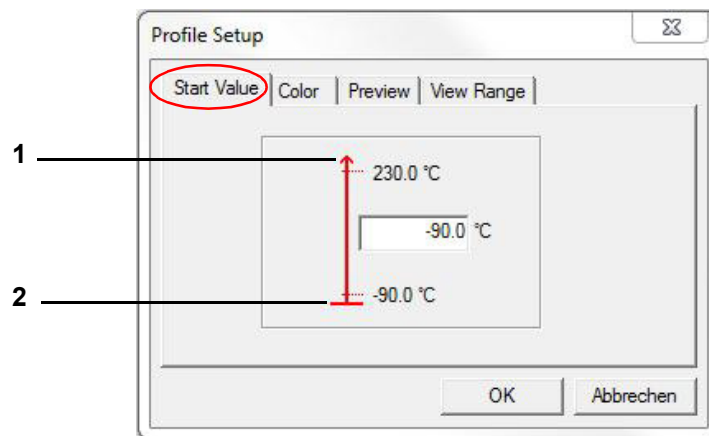 Profile Setup
Start Value Color Preview View Range
1
230.0 °C
-90.0 °C
2
-90.0 °C
OK Abbrechen